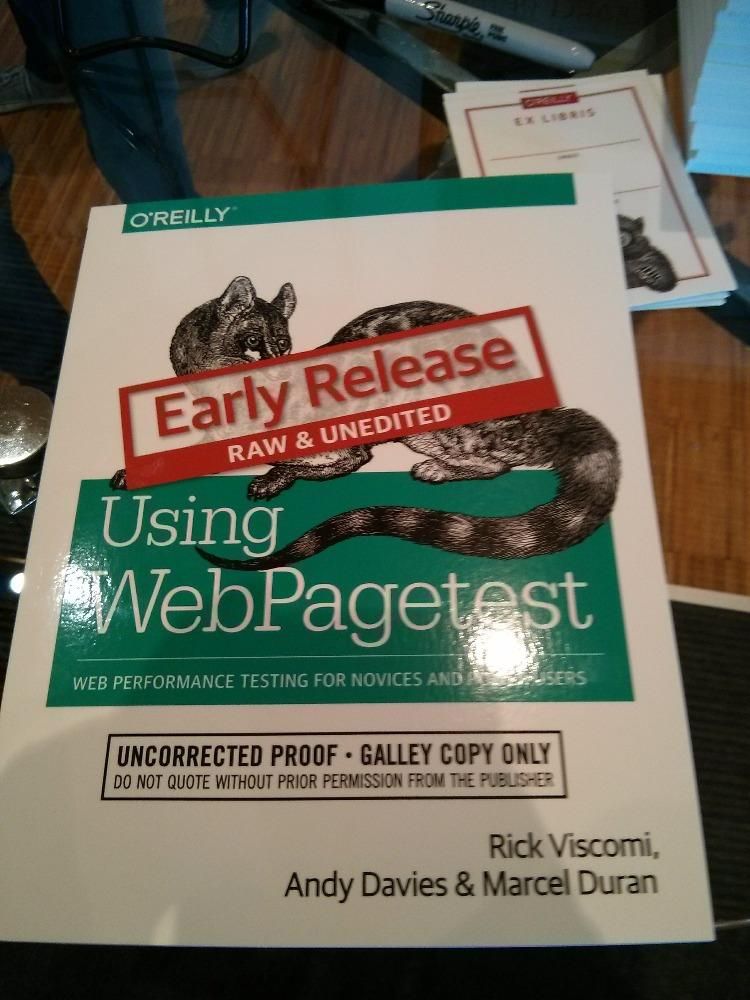 Sharpie
O'REILLY
EX LIBRIS
O'REILLY
Early Release
RAW & UNEDITED
Using
WebPagetest
WEB PERFORMANCE TESTING FOR NOVICES AND USERS
UNCORRECTED PROOF · GALLEY COPY ONLY
DO NOT QUOTE WITHOUT PRIOR PERMISSION FROM THE PUBLISHER
Rick Viscomi,
Andy Davies & Marcel Duran